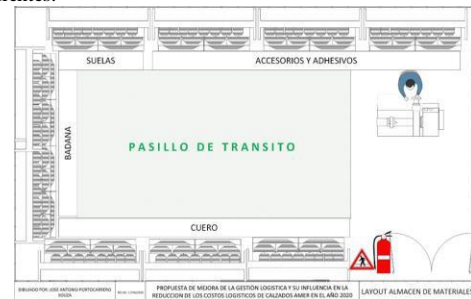 SUELAS
ACCESORIOS Y ADHESIVOS
BADANA
PASILLO DE TRANSITO
CUERO
DIBUJADO POR: JOSE ANTONIO PORTOCARRERO
PROPUESTA DE MEJORA DE LA GESTIÓN LOGISTICA Y SU INFLUENCIA EN LA
REDUCCION DE LOS COSTOS LOGISTICOS DE CALZADOS AMER EN EL AÑO 2020
LAYOUT ALMACEN DE MATERIALES